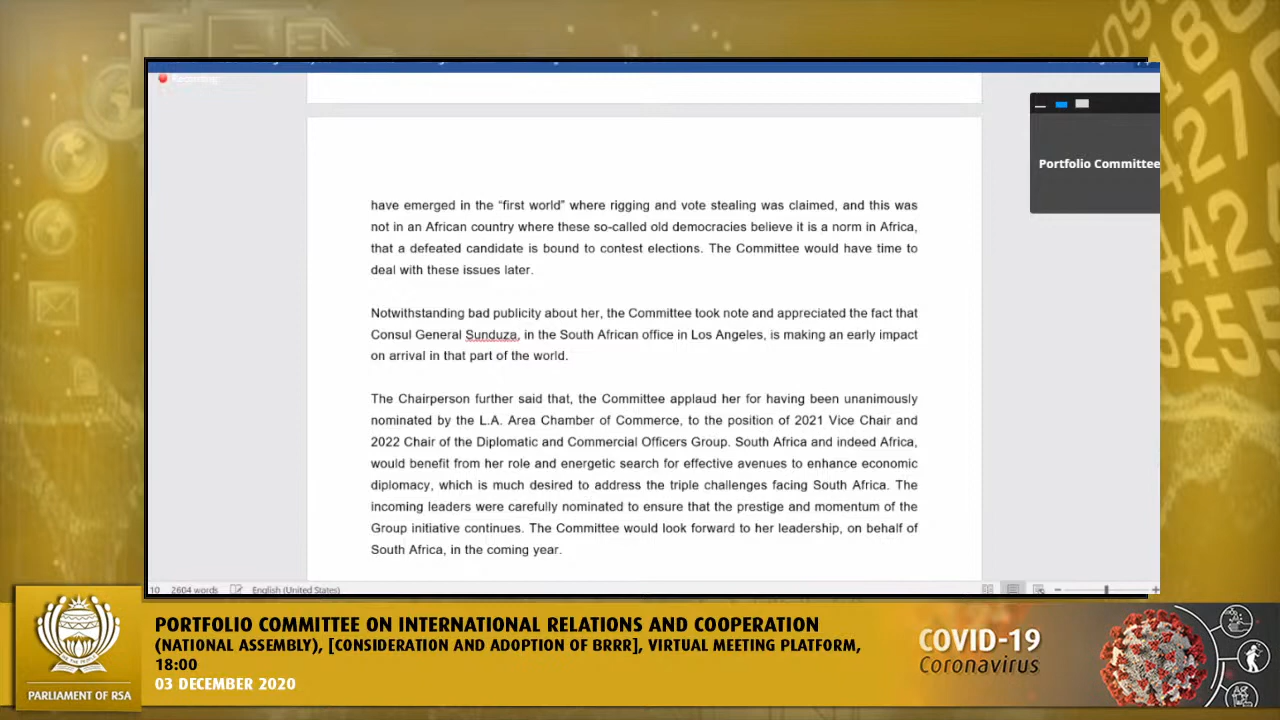 Recording
Portfolio Committee
have emerged in the “first world” where rigging and vote stealing was claimed, and this was
not in an African country where these so-called old democracies believe it is a norm in Africa,
that a defeated candidate is bound to contest elections. The Committee would have time to
deal with these issues later.
Notwithstanding bad publicity about her, the Committee took note and appreciated the fact that
Consul General Sunduza, in the South African office in Los Angeles, is making an early impact
on arrival in that part of the world.
The Chairperson further said that, the Committee applaud her for having been unanimously
nominated by the L.A. Area Chamber of Commerce, to the position of 2021 Vice Chair and
2022 Chair of the Diplomatic and Commercial Officers Group. South Africa and indeed Africa,
would benefit from her role and energetic search for effective avenues to enhance economic
diplomacy, which is much desired to address the triple challenges facing South Africa. The
incoming leaders were carefully nominated to ensure that the prestige and momentum of the
Group initiative continues. The Committee would look forward to her leadership, on behalf of
South Africa, in the coming year.
10 2604 words English (United States)
PORTFOLIO COMMITTEE ON INTERNATIONAL RELATIONS AND COOPERATION
(NATIONAL ASSEMBLY), [CONSIDERATION AND ADOPTION OF BRRR], VIRTUAL MEETING PLATFORM,
18:00
03 DECEMBER 2020
PARLIAMENT OF RSA
COVID-19
Coronavirus